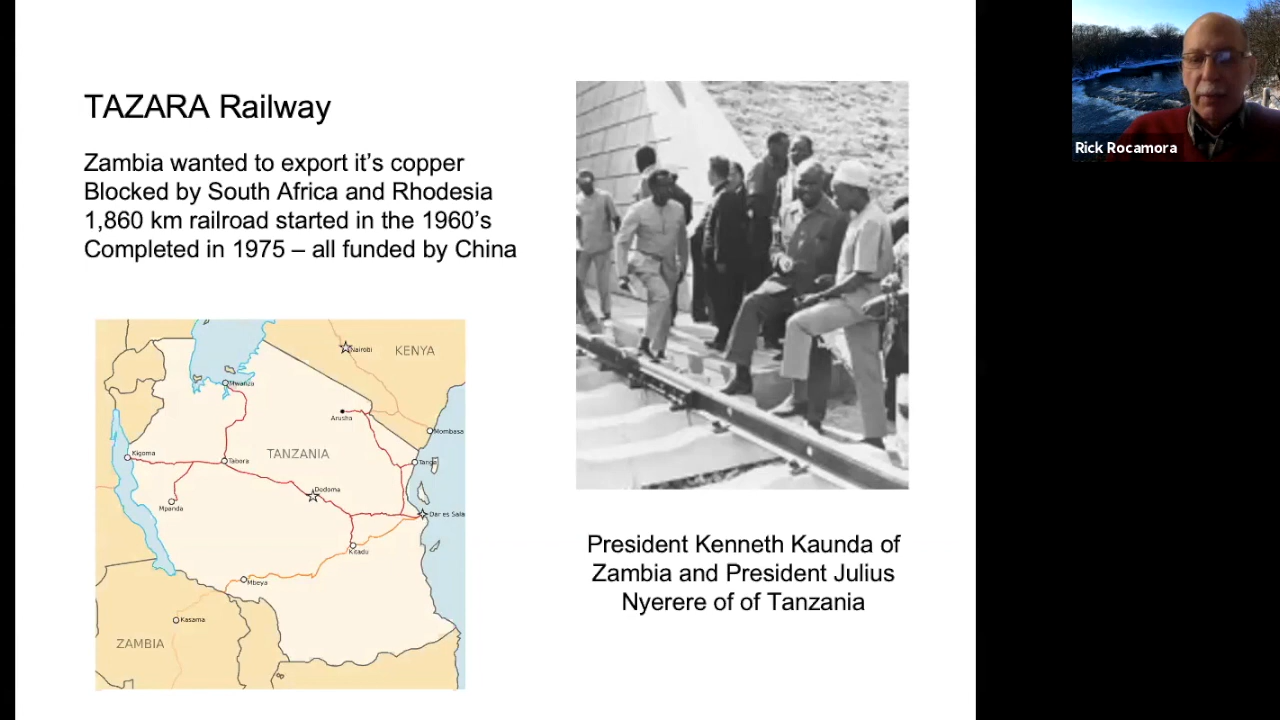 TAZARA Railway
Zambia wanted to export it's copper
Blocked by South Africa and Rhodesia
1,860 km railroad started in the 1960's
Completed in 1975 – all funded by China
Nairobi
KENYA
Mwanza
Arusha
Mombasa
Kigoma
Tabora
TANZANIA
Tanga
Dodoma
Mpanda
Dar es Sala
Kitadu
Mbeya
Kasama
ZAMBIA
President Kenneth Kaunda of
Zambia and President Julius
Nyerere of of Tanzania
Rick Rocamora